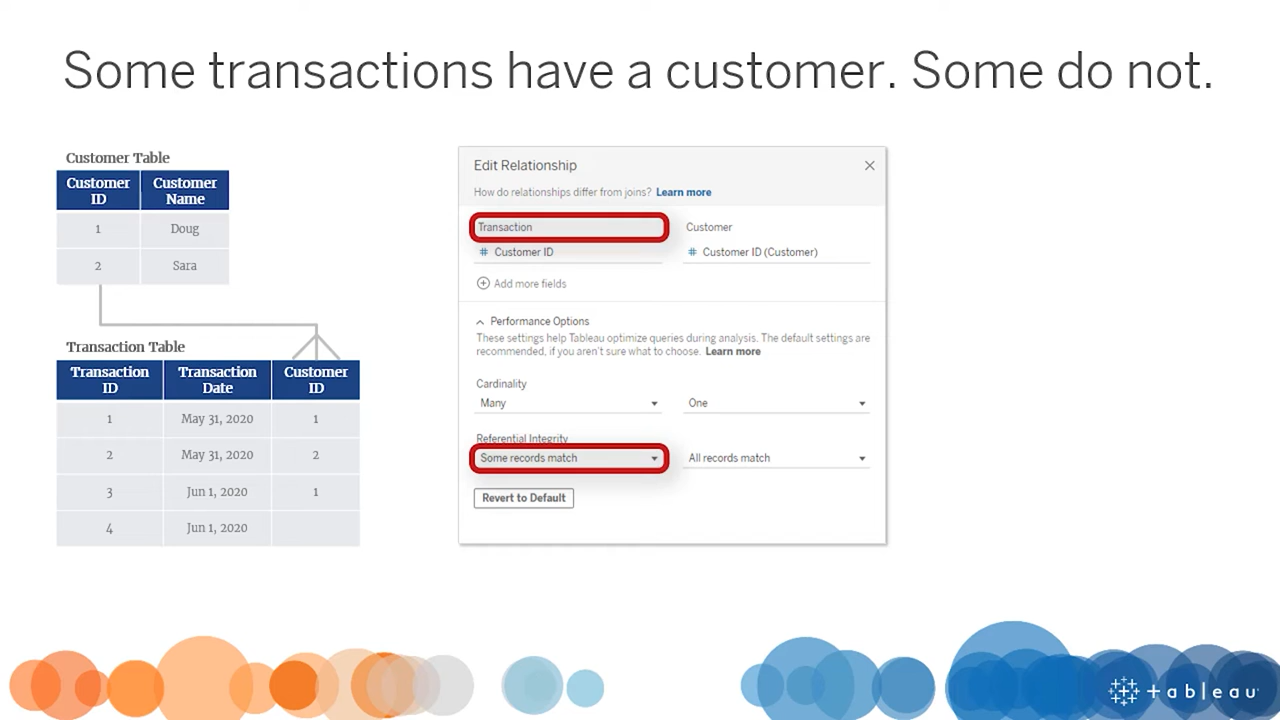 Some transactions have a customer. Some do not.
Customer Table
Customer ID Customer Name
1 Doug
2 Sara
Transaction Table
Transaction ID Transaction Date Customer ID
1 May 31, 2020 1
2 May 31, 2020 2
3 Jun 1, 2020 1
4 Jun 1, 2020
Edit Relationship
How do relationships differ from joins? Learn more
Transaction Customer
# Customer ID # Customer ID (Customer)
Add more fields
Performance Options
These settings help Tableau optimize queries during analysis. The default settings are
recommended, if you aren't sure what to choose. Learn more
Cardinality
Many One
Referential Integrity
Some records match All records match
Revert to Default
+ableau